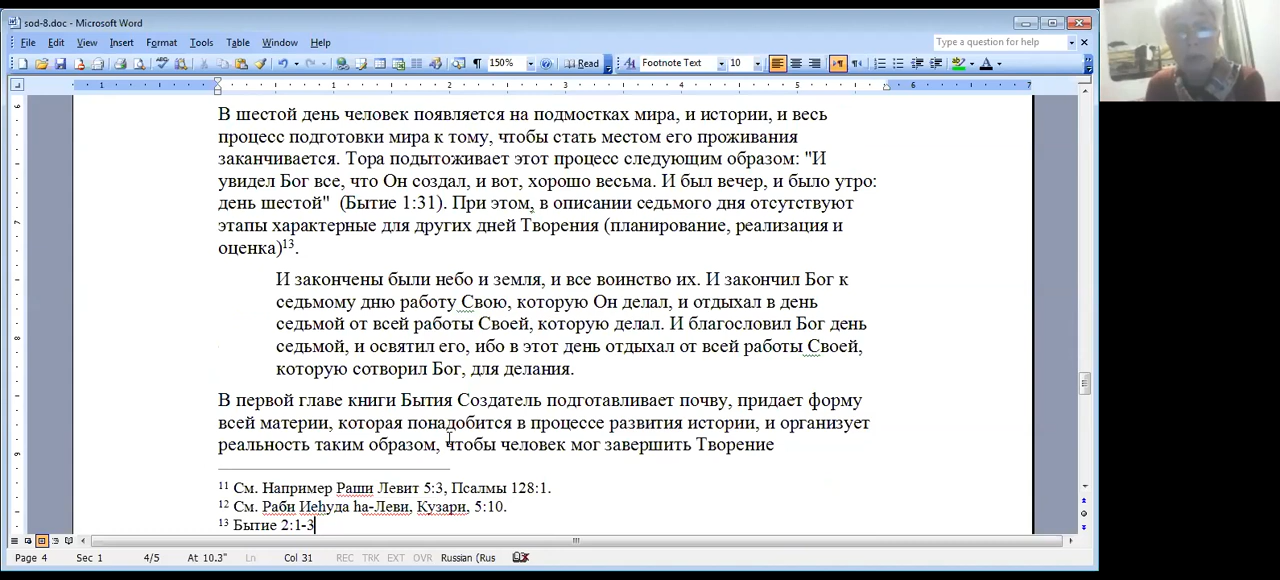 sod-8.doc - Microsoft Word
File Edit View Insert Format Tools Table Window Help
Type a question for help
150% Read Footnote Text 10
1 1 2 3 4 5 6 7
В шестой день человек появляется на подмостках мира, и истории, и весь
процесс подготовки мира к тому, чтобы стать местом его проживания
заканчивается. Тора подытоживает этот процесс следующим образом: "И
увидел Бог все, что Он создал, и вот, хорошо весьма. И был вечер, и было утро:
день шестой" (Бытие 1:31). При этом, в описании седьмого дня отсутствуют
этапы характерные для других дней Творения (планирование, реализация и
оценка)13.
И закончены были небо и земля, и все воинство их. И закончил Бог к
седьмому дню работу Свою, которую Он делал, и отдыхал в день
седьмой от всей работы Своей, которую делал. И благословил Бог день
седьмой, и освятил его, ибо в этот день отдыхал от всей работы Своей,
которую сотворил Бог, для делания.
В первой главе книги Бытия Создатель подготавливает почву, придает форму
всей материи, которая понадобится в процессе развития истории, и организует
реальность таким образом, чтобы человек мог завершить Творение
11 См. Например Раши Левит 5:3, Псалмы 128:1.
12 См. Раби Иеhуда hа-Леви, Кузари, 5:10.
13 Бытие 2:1-3
Page 4 Sec 1 4/5 At 10.3" Ln Col 31 REC TRK EXT OVR Russian (Rus